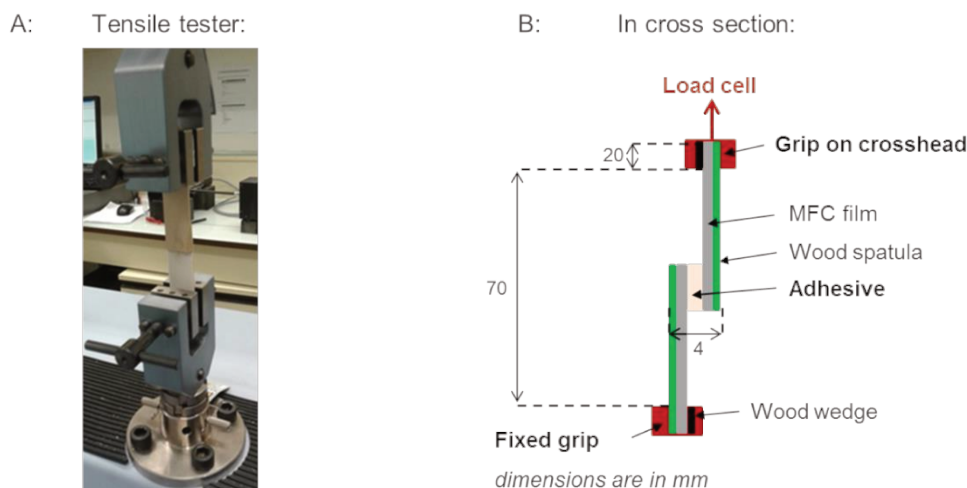 A: Tensile tester:
B: In cross section:
Load cell
20
Grip on crosshead
MFC film
Wood spatula
70
Adhesive
4
Wood wedge
Fixed grip
dimensions are in mm